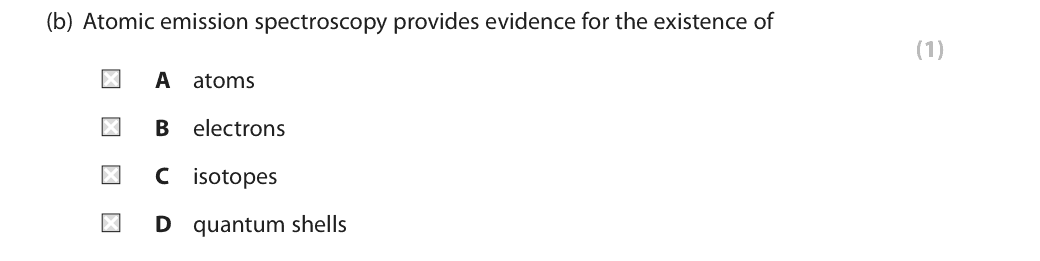 (b) Atomic emission spectroscopy provides evidence for the existence of
(1)
A atoms
B electrons
C isotopes
D quantum shells